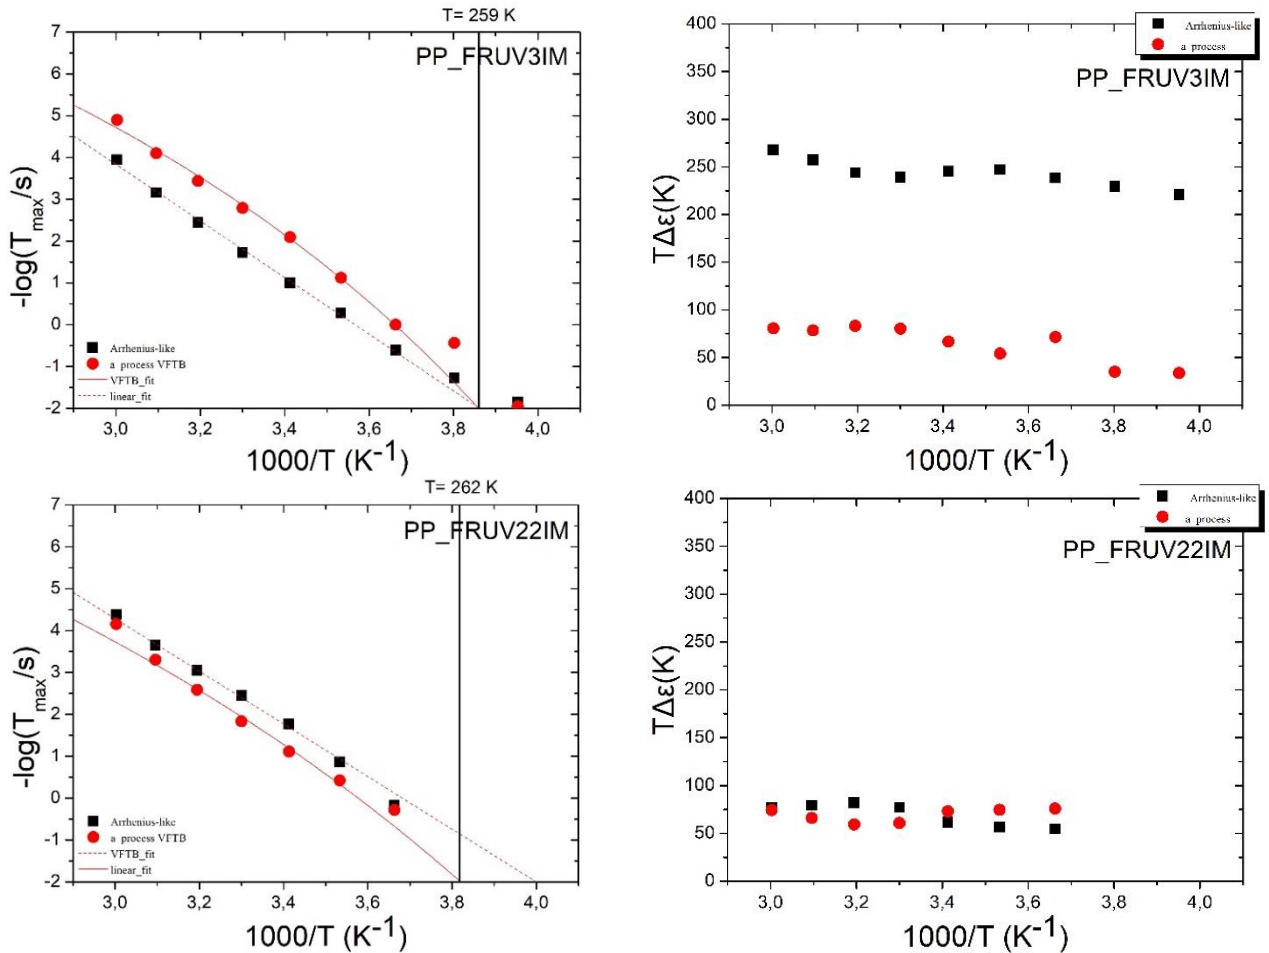 T= 259 K
PP_FRUV3IM
7
6
5
4
3
2
1
0
-1
-2
-log(T_max/s)
Arrhenius-like
a process VFTB
VFTB_fit
linear_fit
3,0 3,2 3,4 3,6 3,8 4,0
1000/T (K⁻¹)
400
350
300
250
200
150
100
50
0
TΔε(K)
Arrhenius-like
a process
PP_FRUV3IM
3,0 3,2 3,4 3,6 3,8 4,0
1000/T (K⁻¹)
T= 262 K
PP_FRUV22IM
7
6
5
4
3
2
1
0
-1
-2
-log(T_max/s)
Arrhenius-like
a process VFTB
VFTB_fit
linear_fit
3,0 3,2 3,4 3,6 3,8 4,0
1000/T (K⁻¹)
400
350
300
250
200
150
100
50
0
TΔε(K)
Arrhenius-like
a process
PP_FRUV22IM
3,0 3,2 3,4 3,6 3,8 4,0
1000/T (K⁻¹)